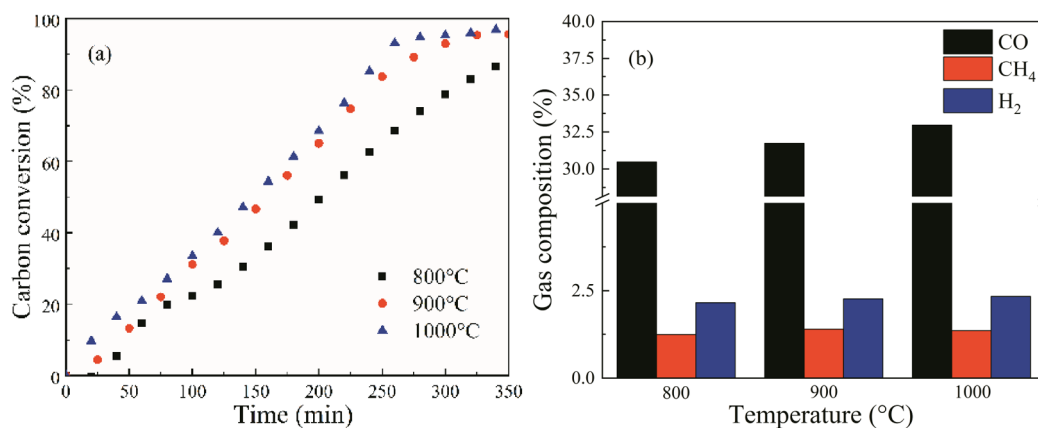 (a)
Carbon conversion (%)
100
80
60
40
20
0
800°C
900°C
1000°C
0 50 100 150 200 250 300 350
Time (min)
(b)
Gas composition (%)
40.0
37.5
35.0
32.5
30.0
2.5
0.0
CO
CH₄
H₂
800 900 1000
Temperature (°C)